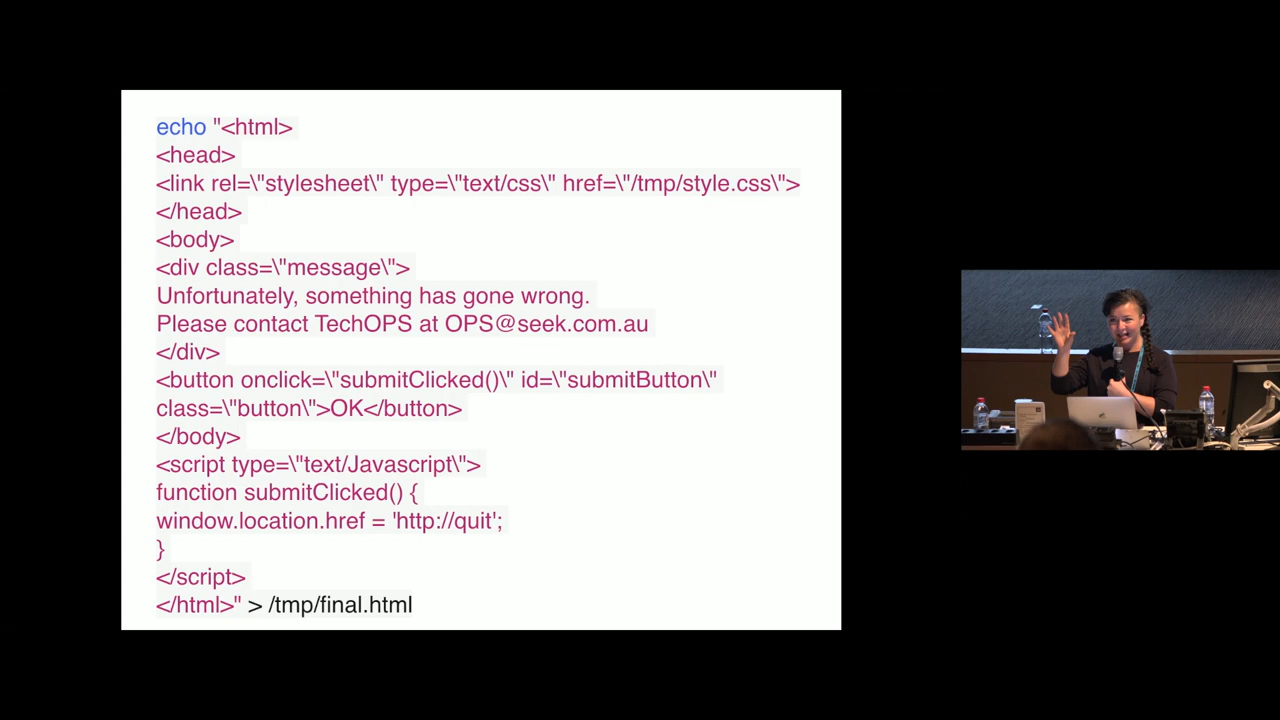 echo "<html>
<head>
<link rel=\"stylesheet\" type=\"text/css\" href=\"/tmp/style.css\">
</head>
<body>
<div class=\"message\">
Unfortunately, something has gone wrong.
Please contact TechOPS at OPS@seek.com.au
</div>
<button onclick=\"submitClicked()\" id=\"submitButton\"
class=\"button\">OK</button>
</body>
<script type=\"text/Javascript\">
function submitClicked() {
window.location.href = 'http://quit';
}
</script>
</html>" > /tmp/final.html